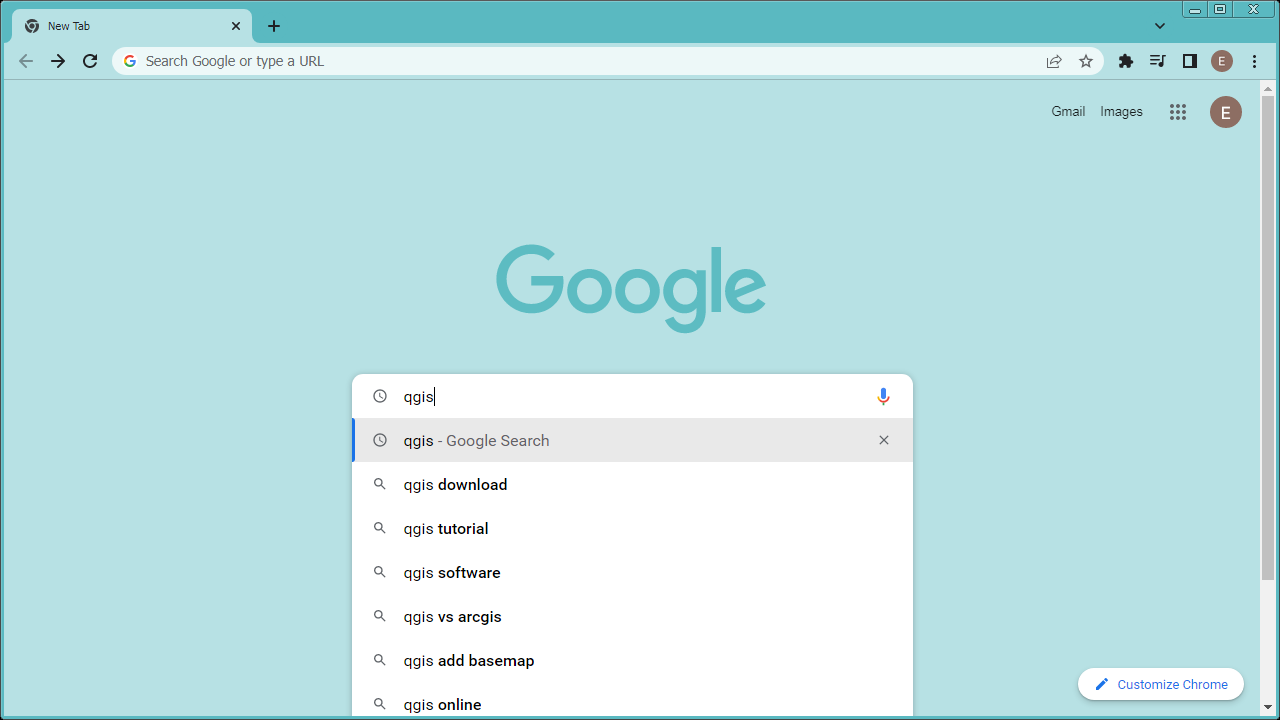 New Tab
Search Google or type a URL
E
Gmail
Images
E
Google
qgis
qgis - Google Search
qgis download
qgis tutorial
qgis software
qgis vs arcgis
qgis add basemap
qgis online
Customize Chrome